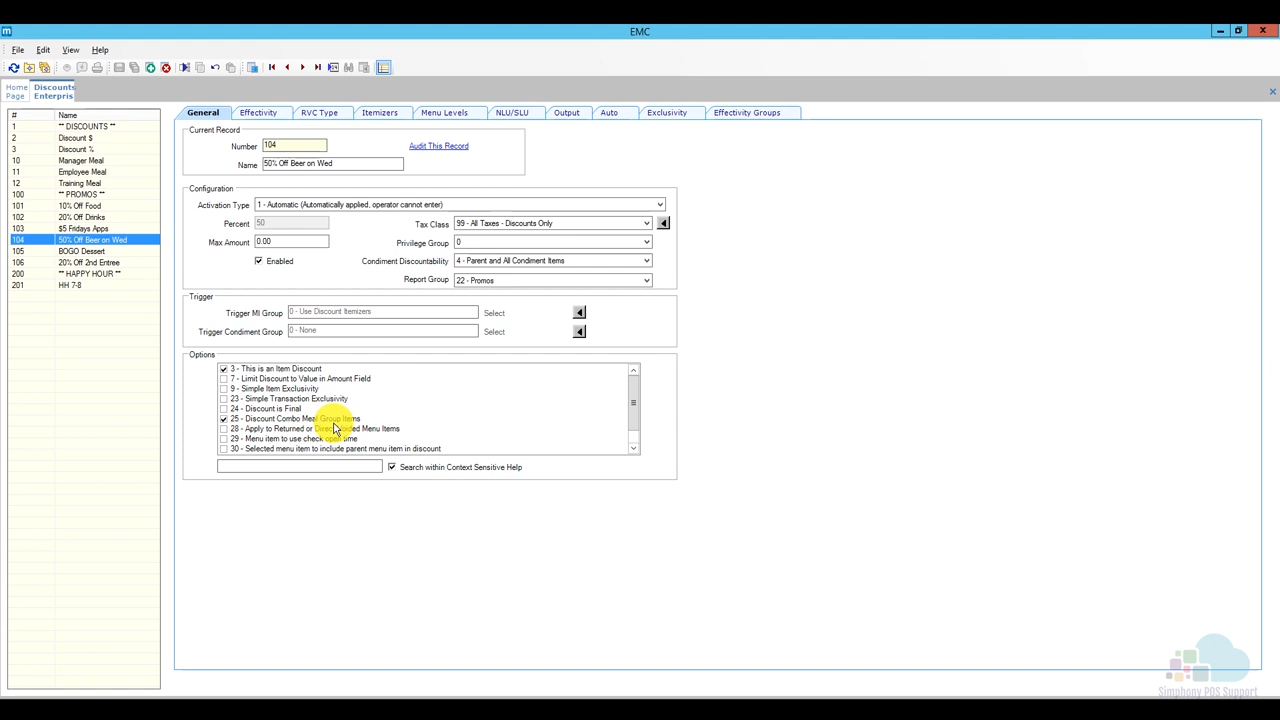 m
EMC
File Edit View Help
Home Page
Discounts Enterpris
# Name
1 ** DISCOUNTS **
2 Discount $
3 Discount %
10 Manager Meal
11 Employee Meal
12 Training Meal
100 ** PROMOS **
101 10% Off Food
102 20% Off Drinks
103 $5 Fridays Apps
104 50% Off Beer on Wed
105 BOGO Dessert
106 20% Off 2nd Entree
200 ** HAPPY HOUR **
201 HH 7-8
General Effectivity RVC Type Itemizers Menu Levels NLU/SLU Output Auto Exclusivity Effectivity Groups
Current Record
Number 104 Audit This Record
Name 50% Off Beer on Wed
Configuration
Activation Type 1 - Automatic (Automatically applied, operator cannot enter)
Percent 50 Tax Class 99 - All Taxes - Discounts Only
Max Amount 0.00 Privilege Group 0
Enabled Condiment Discountability 4 - Parent and All Condiment Items
Report Group 22 - Promos
Trigger
Trigger MI Group 0 - Use Discount Itemizers Select
Trigger Condiment Group 0 - None Select
Options
3 - This is an Item Discount
7 - Limit Discount to Value in Amount Field
9 - Simple Item Exclusivity
23 - Simple Transaction Exclusivity
24 - Discount is Final
25 - Discount Combo Meal Group Items
28 - Apply to Returned or Direct Voided Menu Items
29 - Menu item to use check open time
30 - Selected menu item to include parent menu item in discount
Search within Context Sensitive Help
Simphony POS Support